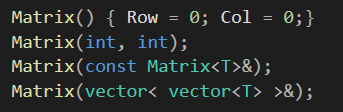 Matrix() { Row = 0; Col = 0;}
Matrix(int, int);
Matrix(const Matrix<T>&);
Matrix(vector< vector<T> >&);